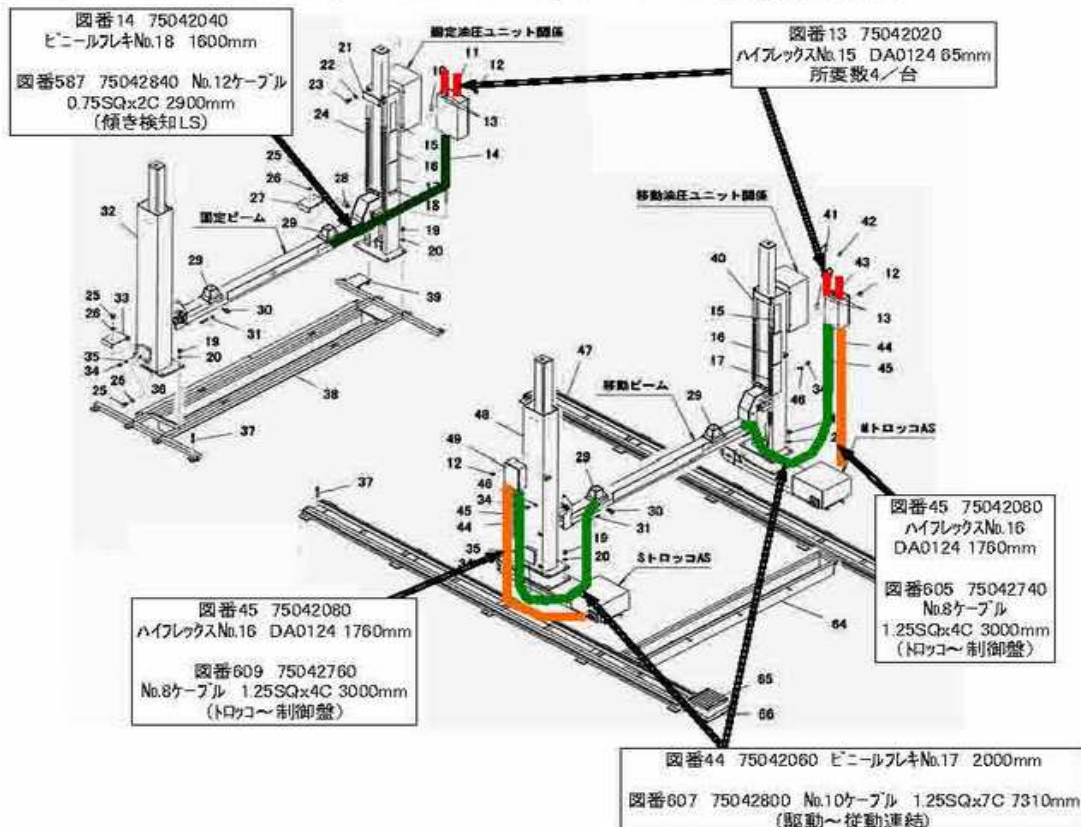 図番14 75042040
ビニールフレキNo.18 1600mm
図番587 75042840 No.12ケーブル
0.75SQx2C 2900mm
(傾き検知LS)
図番13 75042020
ハイフレックスNo.15 DA0124 65mm
所要数4/台
固定油圧ユニット関係
21
22
23
24
10
11
12
13
15
14
16
17
18
25
26
27
28
29
固定ビーム
19
20
32
29
30
31
39
25
33
26
35
34
36
19
20
25
26
38
37
移動油圧ユニット関係
41
42
43
12
40
13
15
16
17
44
45
34
46
MトロッコAS
47
移動ビーム
29
48
49
12
46
34
45
44
35
29
30
31
19
20
37
SトロッコAS
64
65
66
図番45 75042080
ハイフレックスNo.16
DA0124 1760mm
図番605 75042740
No.8ケーブル
1.25SQx4C 3000mm
(トロッコ~制御盤)
図番45 75042080
ハイフレックスNo.16 DA0124 1760mm
図番609 75042760
No.8ケーブル 1.25SQx4C 3000mm
(トロッコ~制御盤)
図番44 75042060 ビニールフレキNo.17 2000mm
図番607 75042800 No.10ケーブル 1.25SQx7C 7310mm
(駆動~従動連結)